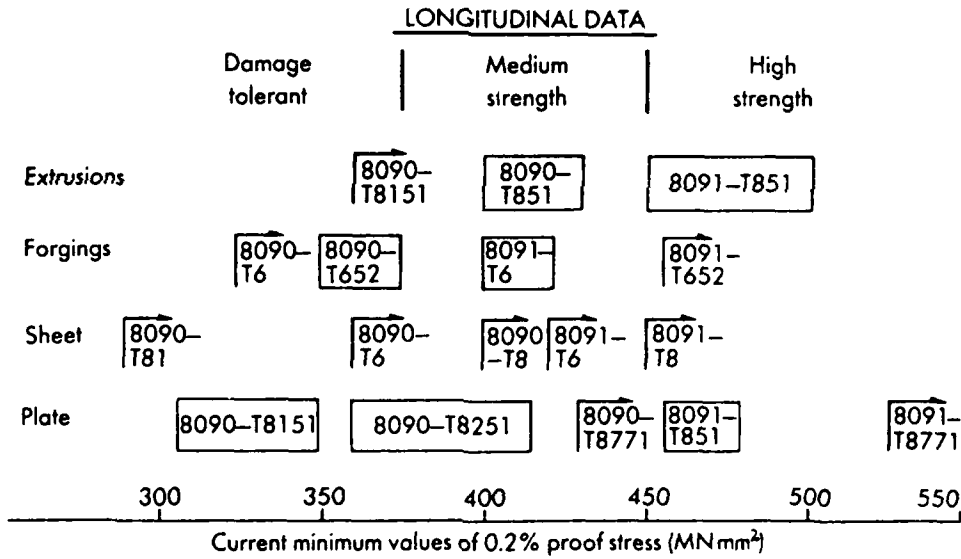 LONGITUDINAL DATA
Damage tolerant
Medium strength
High strength
Extrusions
8090–
T8151
8090–
T851
8091–T851
Forgings
8090–
T6
8090–
T652
8091–
T6
8091–
T652
Sheet
8090–
T81
8090–
T6
8090
–T8
8091–
T6
8091–
T8
Plate
8090–T8151
8090–T8251
8090–
T8771
8091–
T851
8091–
T8771
300 350 400 450 500 550
Current minimum values of 0.2% proof stress (MNmm²)